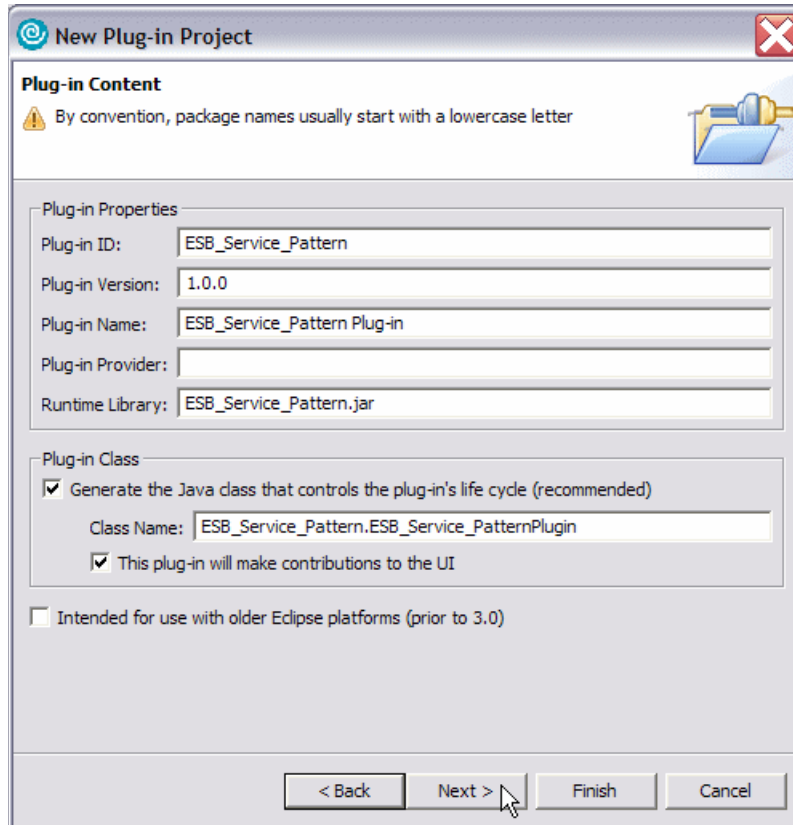 New Plug-in Project
Plug-in Content
By convention, package names usually start with a lowercase letter
Plug-in Properties
Plug-in ID: ESB_Service_Pattern
Plug-in Version: 1.0.0
Plug-in Name: ESB_Service_Pattern Plug-in
Plug-in Provider:
Runtime Library: ESB_Service_Pattern.jar
Plug-in Class
Generate the Java class that controls the plug-in's life cycle (recommended)
Class Name: ESB_Service_Pattern.ESB_Service_PatternPlugin
This plug-in will make contributions to the UI
Intended for use with older Eclipse platforms (prior to 3.0)
< Back Next > Finish Cancel